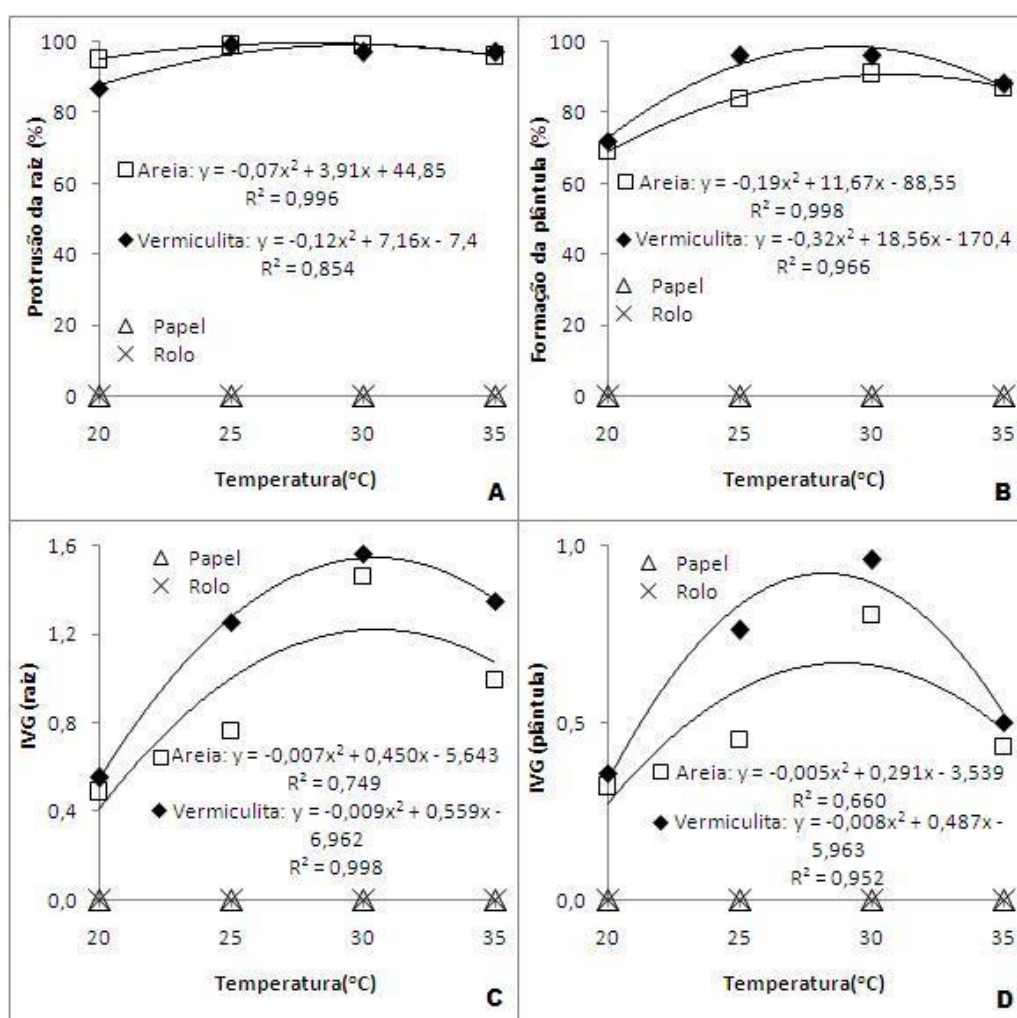 Protrusão da raiz (%)
100
80
60
40
20
0
Areia: y = -0,07x² + 3,91x + 44,85
R² = 0,996
Vermiculita: y = -0,12x² + 7,16x - 7,4
R² = 0,854
Papel
Rolo
20 25 30 35
Temperatura(°C)
A
Formação da plântula (%)
100
80
60
40
20
0
Areia: y = -0,19x² + 11,67x - 88,55
R² = 0,998
Vermiculita: y = -0,32x² + 18,56x - 170,4
R² = 0,966
Papel
Rolo
20 25 30 35
Temperatura(°C)
B
IVG (raiz)
1,6
1,2
0,8
0,4
0,0
Papel
Rolo
Areia: y = -0,007x² + 0,450x - 5,643
R² = 0,749
Vermiculita: y = -0,009x² + 0,559x -
6,962
R² = 0,998
20 25 30 35
Temperatura(°C)
C
IVG (plântula)
1,0
0,5
0,0
Papel
Rolo
Areia: y = -0,005x² + 0,291x - 3,539
R² = 0,660
Vermiculita: y = -0,008x² + 0,487x -
5,963
R² = 0,952
20 25 30 35
Temperatura(°C)
D